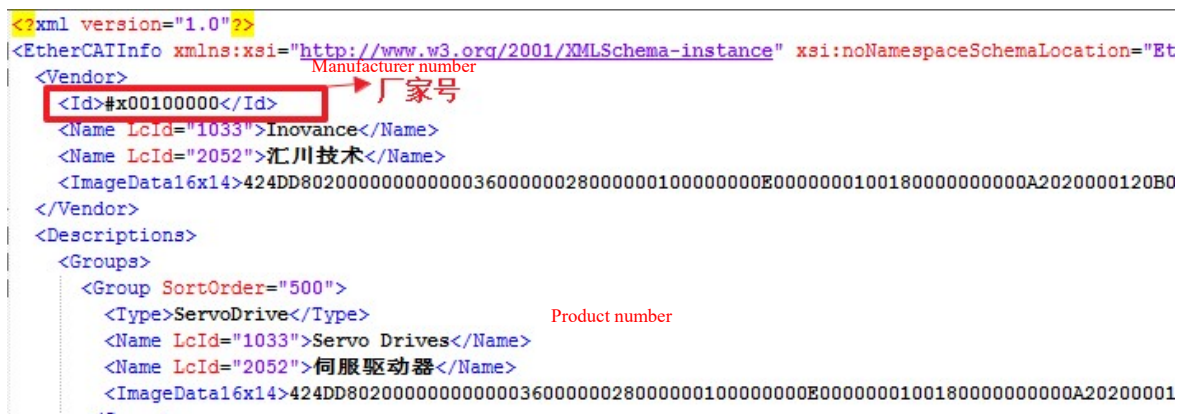 <?xml version="1.0"?>
<EtherCATInfo xmlns:xsi="http://www.w3.org/2001/XMLSchema-instance" xsi:noNamespaceSchemaLocation="Et
Manufacturer number
<Vendor>
厂家号
<Id>#x00100000</Id>
<Name LcId="1033">Inovance</Name>
<Name LcId="2052">汇川技术</Name>
<ImageData16x14>424DD8020000000000003600000028000000100000000E0000000100180000000000A2020000120B0
</Vendor>
<Descriptions>
<Groups>
<Group SortOrder="500">
<Type>ServoDrive</Type>
Product number
<Name LcId="1033">Servo Drives</Name>
<Name LcId="2052">伺服驱动器</Name>
<ImageData16x14>424DD8020000000000003600000028000000100000000E0000000100180000000000A20200001